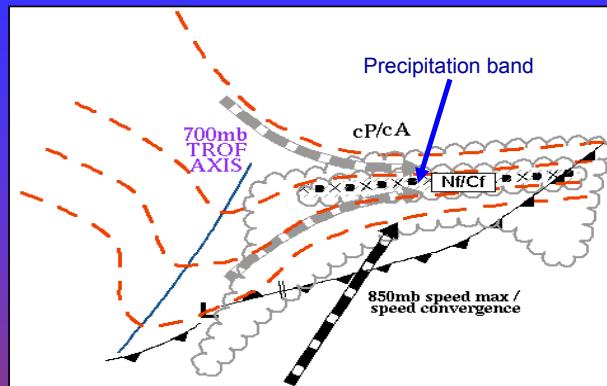 Precipitation band
cP/cA
700mb
TROF
AXIS
Nf/Cf
L
850mb speed max /
speed convergence